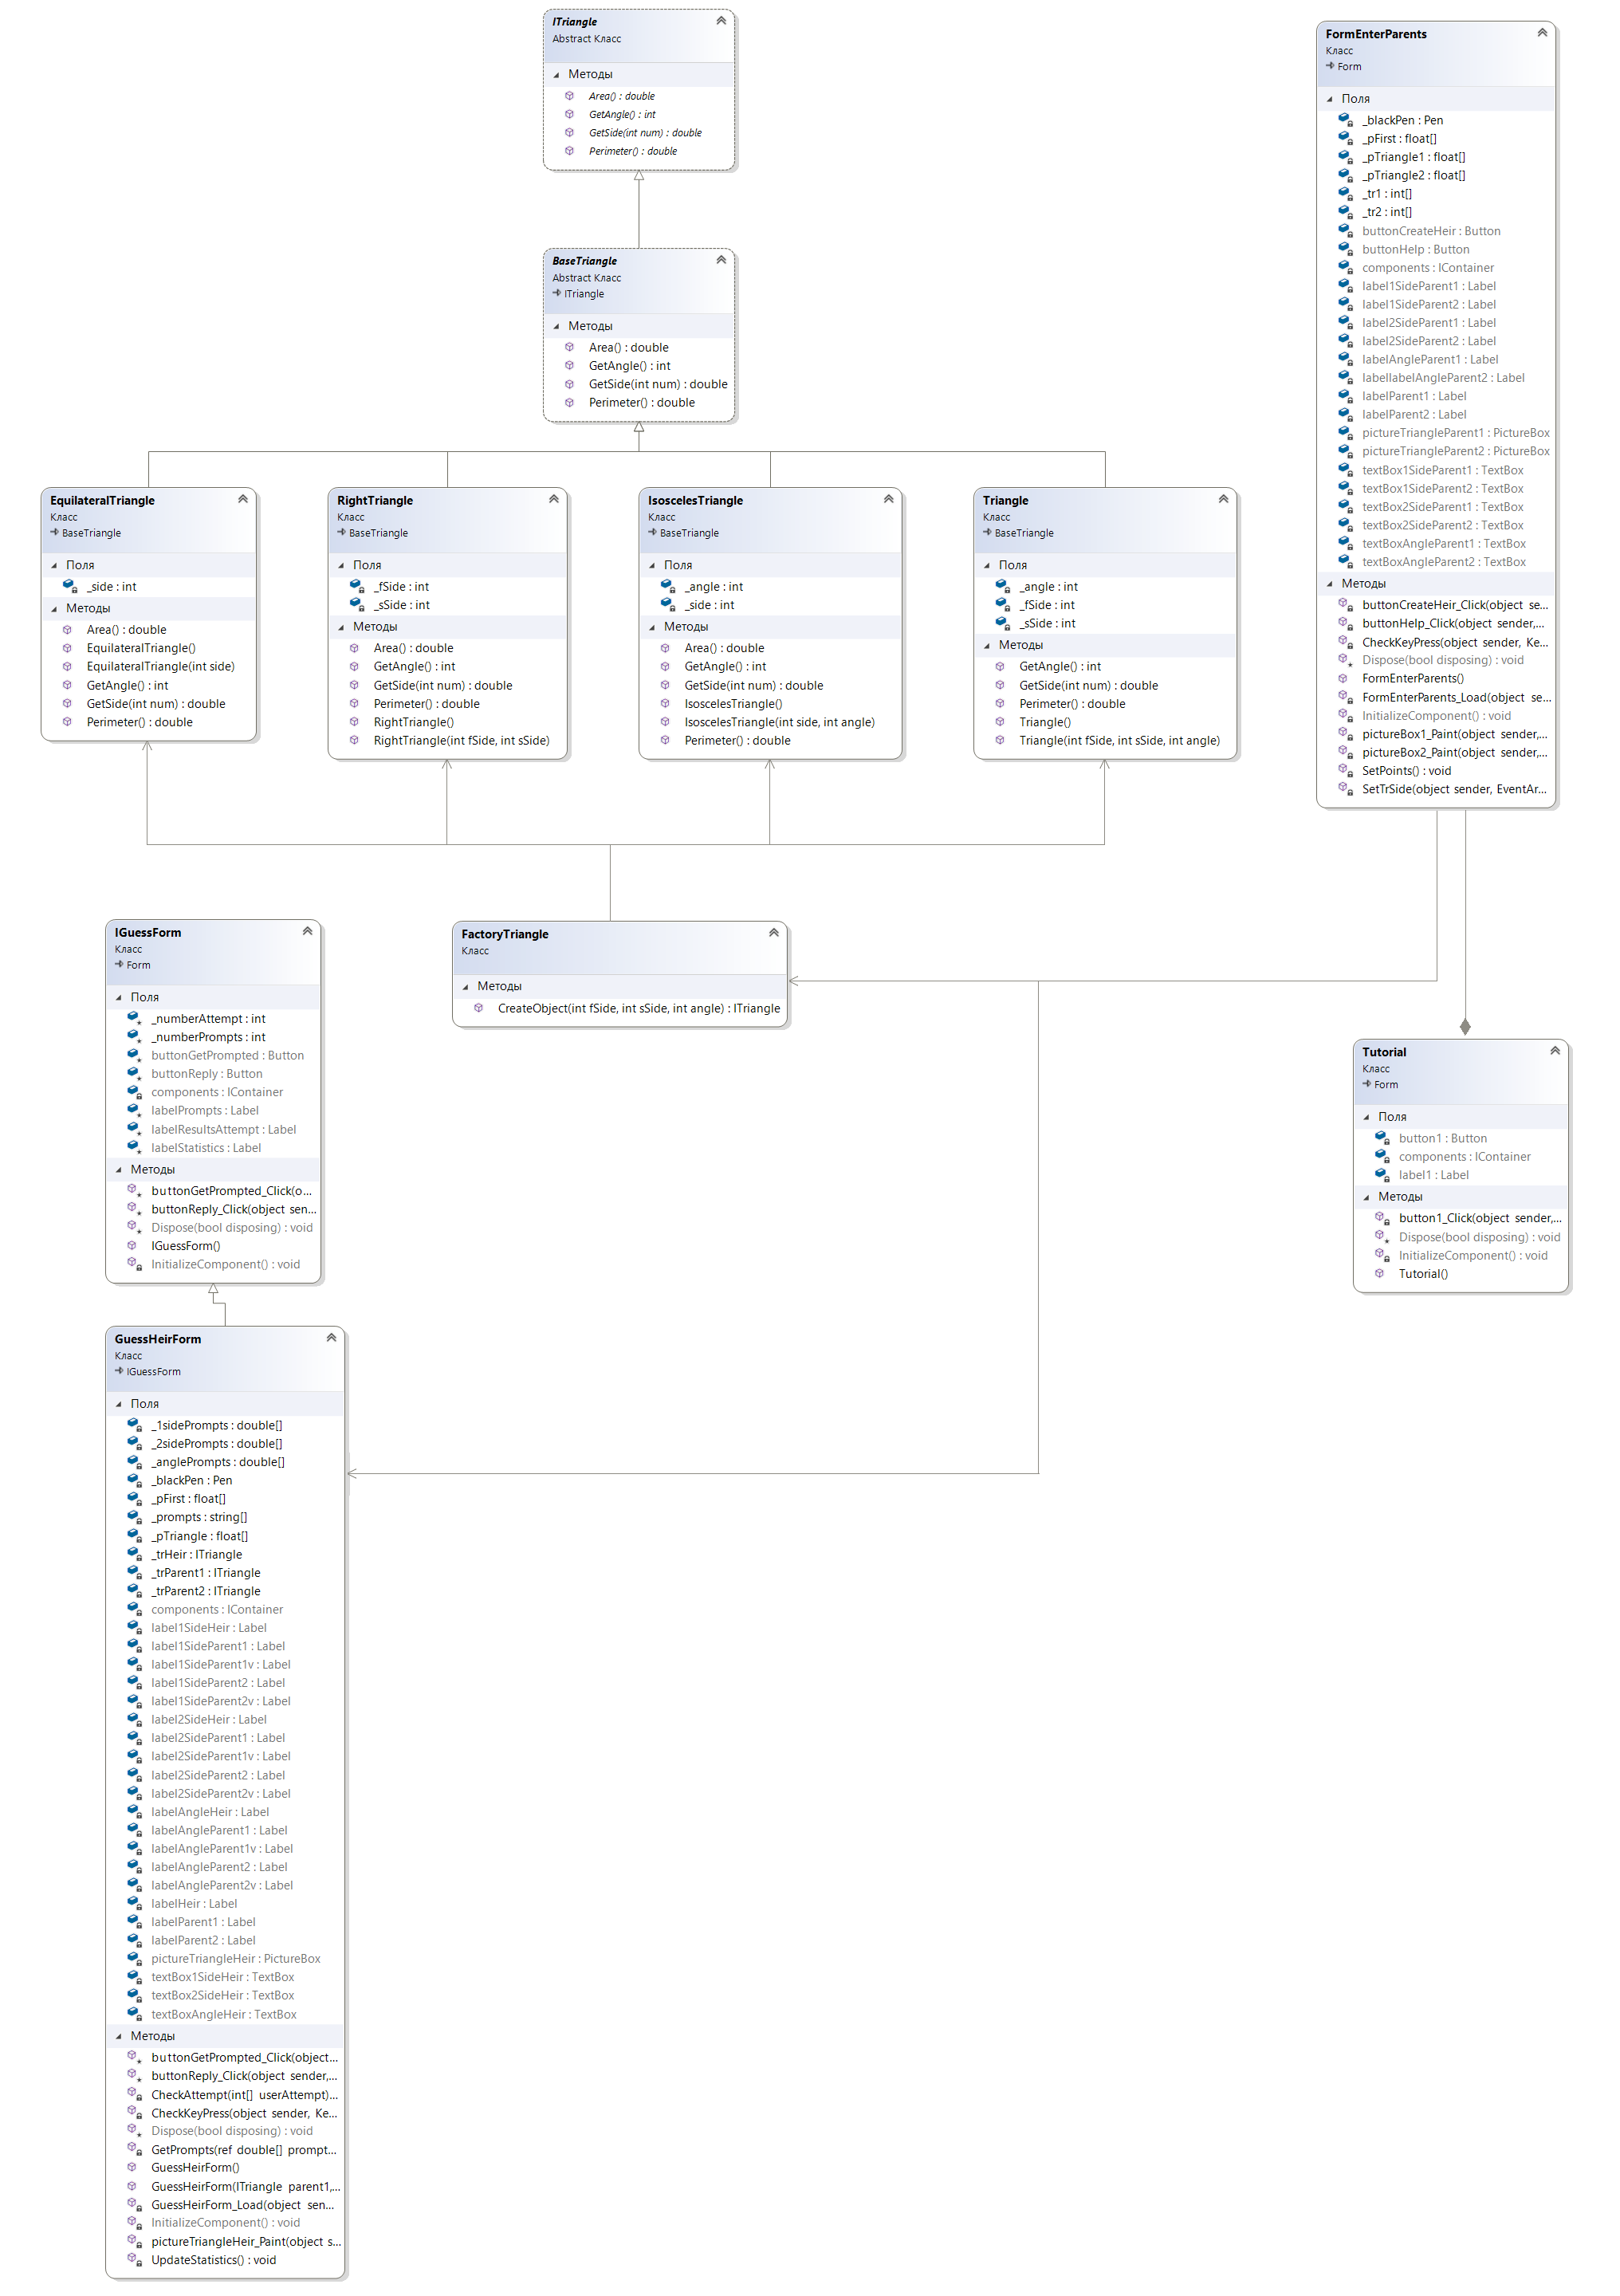 ITriangle
Abstract Класс
Методы
Area() : double
GetAngle() : int
GetSide(int num) : double
Perimeter() : double
BaseTriangle
Abstract Класс
ITriangle
Методы
Area() : double
GetAngle() : int
GetSide(int num) : double
Perimeter() : double
EquilateralTriangle
Класс
BaseTriangle
Поля
_side : int
Методы
Area() : double
EquilateralTriangle()
EquilateralTriangle(int side)
GetAngle() : int
GetSide(int num) : double
Perimeter() : double
RightTriangle
Класс
BaseTriangle
Поля
_fSide : int
_sSide : int
Методы
Area() : double
GetAngle() : int
GetSide(int num) : double
Perimeter() : double
RightTriangle()
RightTriangle(int fSide, int sSide)
IsoscelesTriangle
Класс
BaseTriangle
Поля
_angle : int
_side : int
Методы
Area() : double
GetAngle() : int
GetSide(int num) : double
IsoscelesTriangle()
IsoscelesTriangle(int side, int angle)
Perimeter() : double
Triangle
Класс
BaseTriangle
Поля
_angle : int
_fSide : int
_sSide : int
Методы
GetAngle() : int
GetSide(int num) : double
Perimeter() : double
Triangle()
Triangle(int fSide, int sSide, int angle)
FormEnterParents
Класс
Form
Поля
_blackPen : Pen
_pFirst : float[]
_pTriangle1 : float[]
_pTriangle2 : float[]
_tr1 : int[]
_tr2 : int[]
buttonCreateHeir : Button
buttonHelp : Button
components : IContainer
label1SideParent1 : Label
label1SideParent2 : Label
label2SideParent1 : Label
label2SideParent2 : Label
labelAngleParent1 : Label
labellabelAngleParent2 : Label
labelParent1 : Label
labelParent2 : Label
pictureTriangleParent1 : PictureBox
pictureTriangleParent2 : PictureBox
textBox1SideParent1 : TextBox
textBox1SideParent2 : TextBox
textBox2SideParent1 : TextBox
textBox2SideParent2 : TextBox
textBoxAngleParent1 : TextBox
textBoxAngleParent2 : TextBox
Методы
buttonCreateHeir_Click(object se...
buttonHelp_Click(object sender,...
CheckKeyPress(object sender, Ke...
Dispose(bool disposing) : void
FormEnterParents()
FormEnterParents_Load(object se...
InitializeComponent() : void
pictureBox1_Paint(object sender,...
pictureBox2_Paint(object sender,...
SetPoints() : void
SetTrSide(object sender, EventAr...
IGuessForm
Класс
Form
Поля
_numberAttempt : int
_numberPrompts : int
buttonGetPrompted : Button
buttonReply : Button
components : IContainer
labelPrompts : Label
labelResultsAttempt : Label
labelStatistics : Label
Методы
buttonGetPrompted_Click(o...
buttonReply_Click(object sen...
Dispose(bool disposing) : void
IGuessForm()
InitializeComponent() : void
FactoryTriangle
Класс
Методы
CreateObject(int fSide, int sSide, int angle) : ITriangle
Tutorial
Класс
Form
Поля
button1 : Button
components : IContainer
label1 : Label
Методы
button1_Click(object sender,...
Dispose(bool disposing) : void
InitializeComponent() : void
Tutorial()
GuessHeirForm
Класс
IGuessForm
Поля
_1sidePrompts : double[]
_2sidePrompts : double[]
_anglePrompts : double[]
_blackPen : Pen
_pFirst : float[]
_prompts : string[]
_pTriangle : float[]
_trHeir : ITriangle
_trParent1 : ITriangle
_trParent2 : ITriangle
components : IContainer
label1SideHeir : Label
label1SideParent1 : Label
label1SideParent1v : Label
label1SideParent2 : Label
label1SideParent2v : Label
label2SideHeir : Label
label2SideParent1 : Label
label2SideParent1v : Label
label2SideParent2 : Label
label2SideParent2v : Label
labelAngleHeir : Label
labelAngleParent1 : Label
labelAngleParent1v : Label
labelAngleParent2 : Label
labelAngleParent2v : Label
labelHeir : Label
labelParent1 : Label
labelParent2 : Label
pictureTriangleHeir : PictureBox
textBox1SideHeir : TextBox
textBox2SideHeir : TextBox
textBoxAngleHeir : TextBox
Методы
buttonGetPrompted_Click(object...
buttonReply_Click(object sender,...
CheckAttempt(int[] userAttempt)...
CheckKeyPress(object sender, Ke...
Dispose(bool disposing) : void
GetPrompts(ref double[] prompt...
GuessHeirForm()
GuessHeirForm(ITriangle parent1,...
GuessHeirForm_Load(object sen...
InitializeComponent() : void
pictureTriangleHeir_Paint(object s...
UpdateStatistics() : void